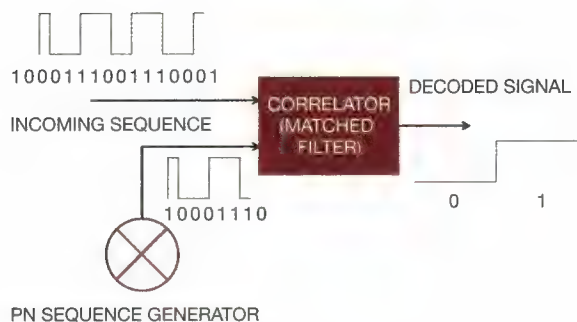 1000111001110001
INCOMING SEQUENCE
CORRELATOR
(MATCHED
FILTER)
DECODED SIGNAL
10001110
0 1
PN SEQUENCE GENERATOR